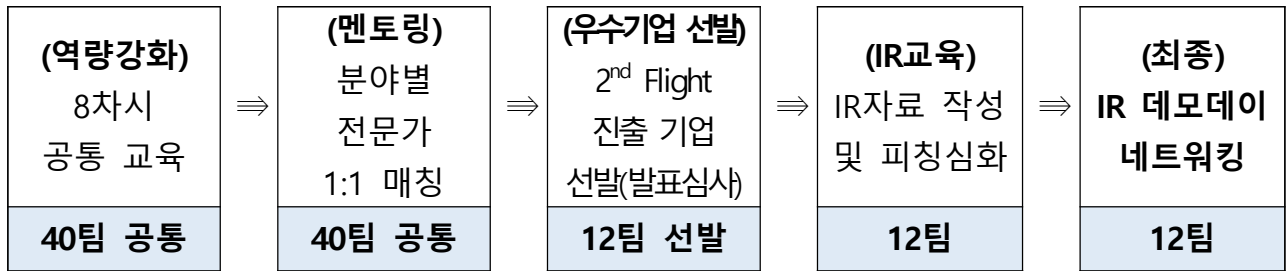 (역량강화)
8차시
공통 교육
40팀 공통
⇒
(멘토링)
분야별
전문가
1:1 매칭
40팀 공통
⇒
(우수기업 선발)
2nd Flight
진출 기업
선발(발표심사)
12팀 선발
⇒
(IR교육)
IR자료 작성
및 피칭심화
12팀
⇒
(최종)
IR 데모데이
네트워킹
12팀